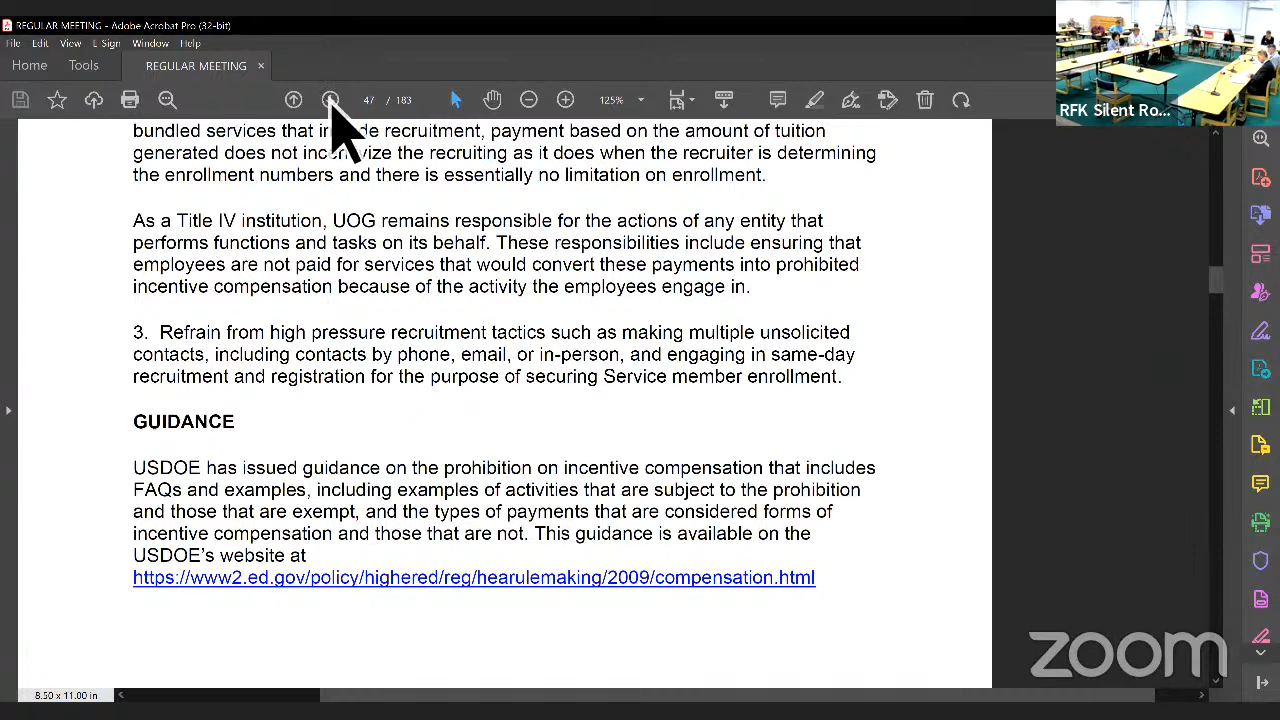 REGULAR MEETING - Adobe Acrobat Pro (32-bit)
File Edit View E Sign Window Help
Home Tools REGULAR MEETING ×
47 / 183 125%
RFK Silent Ro...
bundled services that in de recruitment, payment based on the amount of tuition
generated does not incentivize the recruiting as it does when the recruiter is determining
the enrollment numbers and there is essentially no limitation on enrollment.
As a Title IV institution, UOG remains responsible for the actions of any entity that
performs functions and tasks on its behalf. These responsibilities include ensuring that
employees are not paid for services that would convert these payments into prohibited
incentive compensation because of the activity the employees engage in.
3. Refrain from high pressure recruitment tactics such as making multiple unsolicited
contacts, including contacts by phone, email, or in-person, and engaging in same-day
recruitment and registration for the purpose of securing Service member enrollment.
GUIDANCE
USDOE has issued guidance on the prohibition on incentive compensation that includes
FAQs and examples, including examples of activities that are subject to the prohibition
and those that are exempt, and the types of payments that are considered forms of
incentive compensation and those that are not. This guidance is available on the
USDOE's website at
https://www2.ed.gov/policy/highered/reg/hearulemaking/2009/compensation.html
zoom
8.50 x 11.00 in